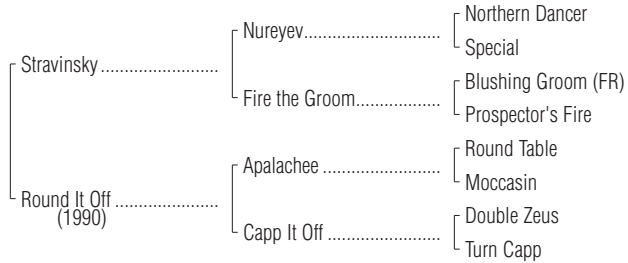 Northern Dancer
Nureyev
Special
Stravinsky
Blushing Groom (FR)
Fire the Groom
Prospector's Fire
Round Table
Apalachee
Moccasin
Round It Off
(1990)
Double Zeus
Capp It Off
Turn Capp